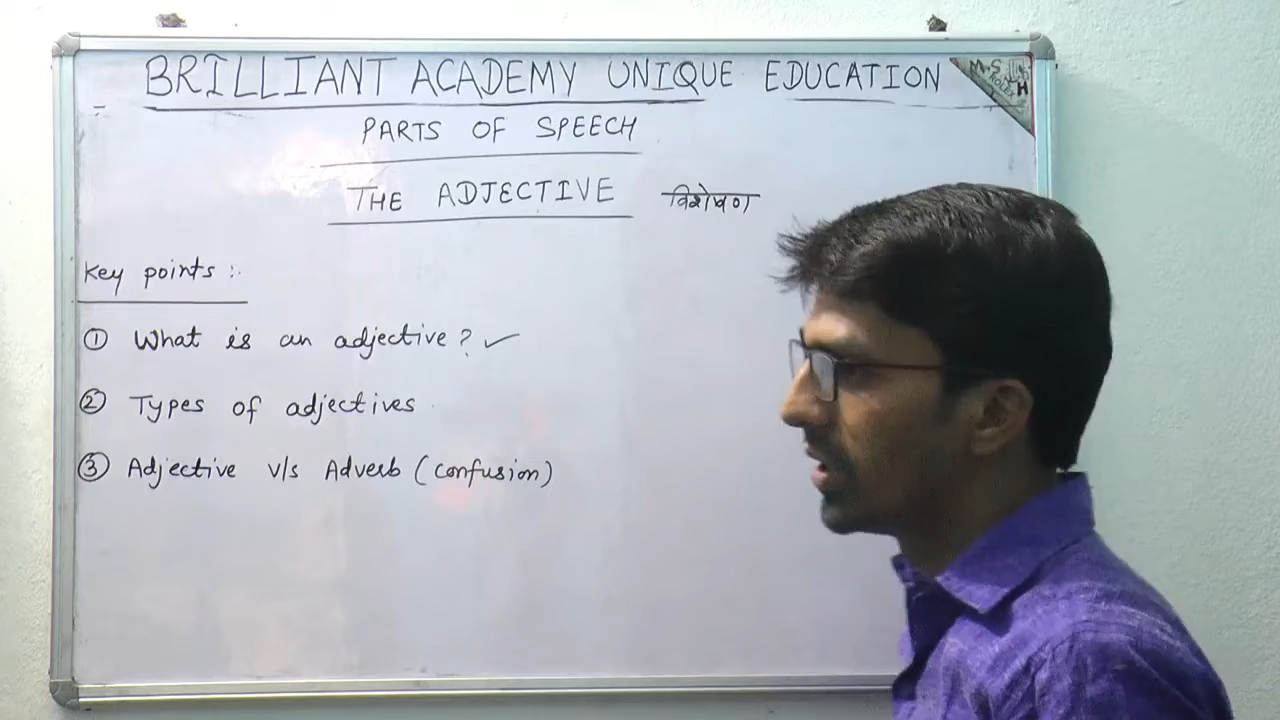 BRILLIANT ACADEMY UNIQUE EDUCATION
PARTS OF SPEECH
THE ADJECTIVE विशेषण
Key points :
① What is an adjective? ✓
② Types of adjectives
③ Adjective v/s Adverb (confusion)